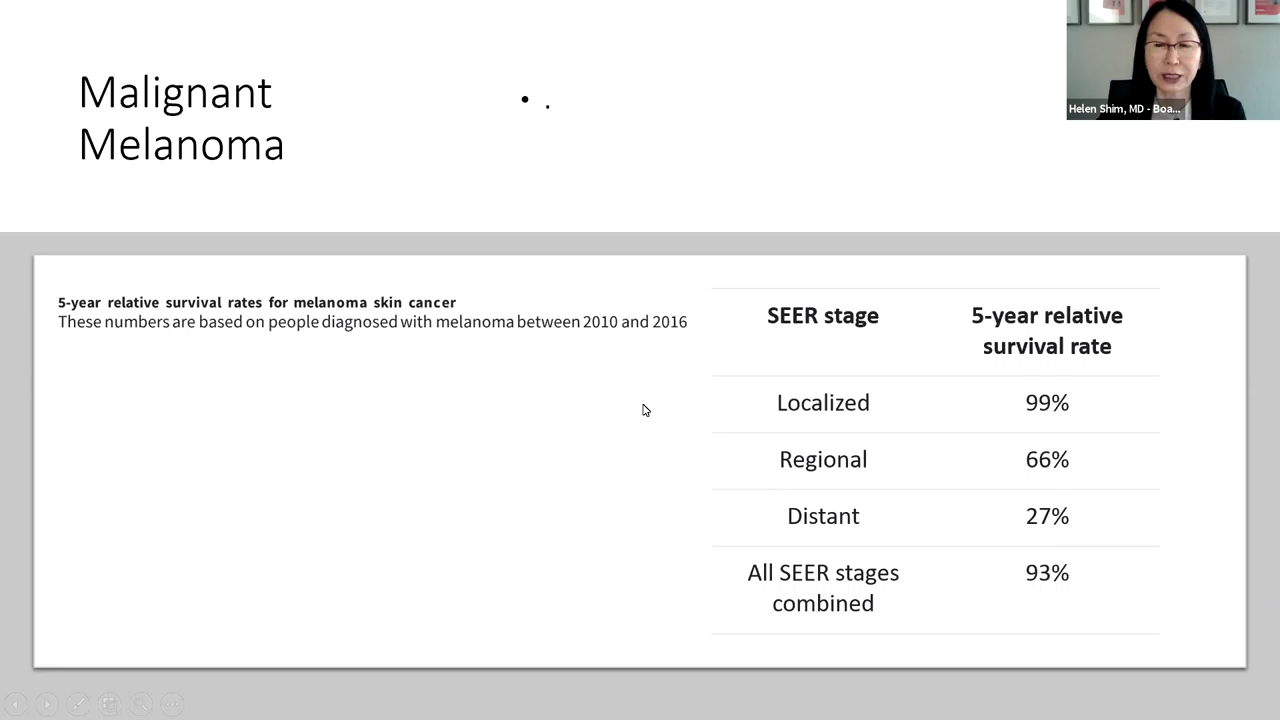 Malignant
Melanoma
• .
Helen Shim, MD - Boa...
5-year relative survival rates for melanoma skin cancer
These numbers are based on people diagnosed with melanoma between 2010 and 2016
SEER stage
5-year relative
survival rate
Localized
99%
Regional
66%
Distant
27%
All SEER stages
combined
93%